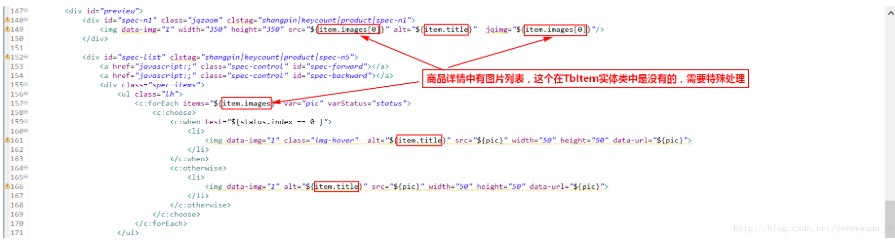 147 <div id="preview">
148 <div id="spec-n1" class="jqzoom" clstag="shangpin|keycount|product|spec-n1">
149 <img data-img="1" width="350" height="350" src="${item.images[0]}" alt="${item.title}" jqimg="${item.images[0]}"/>
150 </div>
151
152 <div id="spec-list" clstag="shangpin|keycount|product|spec-n5">
153 <a href="javascript:;" class="spec-control" id="spec-forward"></a>
154 <a href="javascript:;" class="spec-control" id="spec-backward"></a>
商品详情中有图片列表，这个在TbItem实体类中是没有的，需要特殊处理
155 <div class="spec-items">
156 <ul class="lh">
157 <c:forEach items="${item.images}" var="pic" varStatus="status">
158 <c:choose>
159 <c:when test="${status.index == 0 }">
160 <li>
161 <img data-img="1" class="img-hover" alt="${item.title}" src="${pic}" width="50" height="50" data-url="${pic}">
162 </li>
163 </c:when>
164 <c:otherwise>
165 <li>
166 <img data-img="1" alt="${item.title}" src="${pic}" width="50" height="50" data-url="${pic}">
167 </li>
168 </c:otherwise>
169 </c:choose>
170 </c:forEach>
171 </ul>